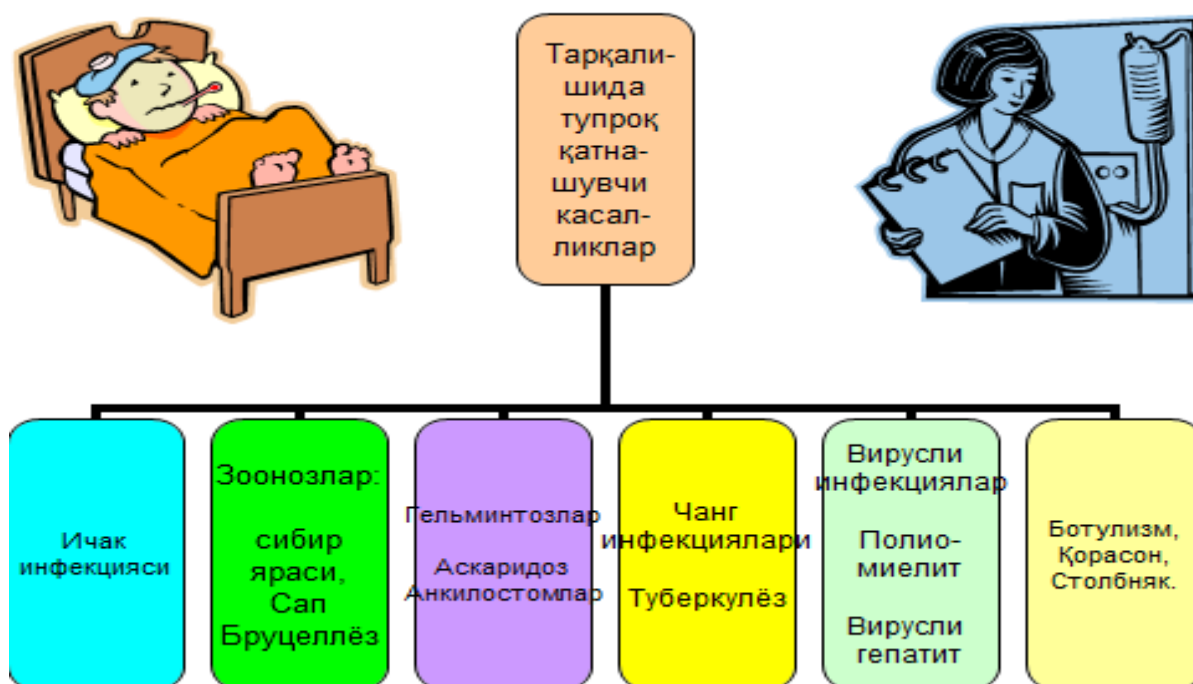 Тарқали-
шида
тупроқ
қатна-
шувчи
касал-
ликлар
Ичак
инфекцияси
Зоонозлар:
сибир
яраси,
Сап
Бруцеллёз
Гельминтозлар
Аскаридоз
Анкилостомлар
Чанг
инфекциялари
Туберкулёз
Вирусли
инфекциялар
Полио-
миелит
Вирусли
гепатит
Ботулизм,
Қорасон,
Столбняк.